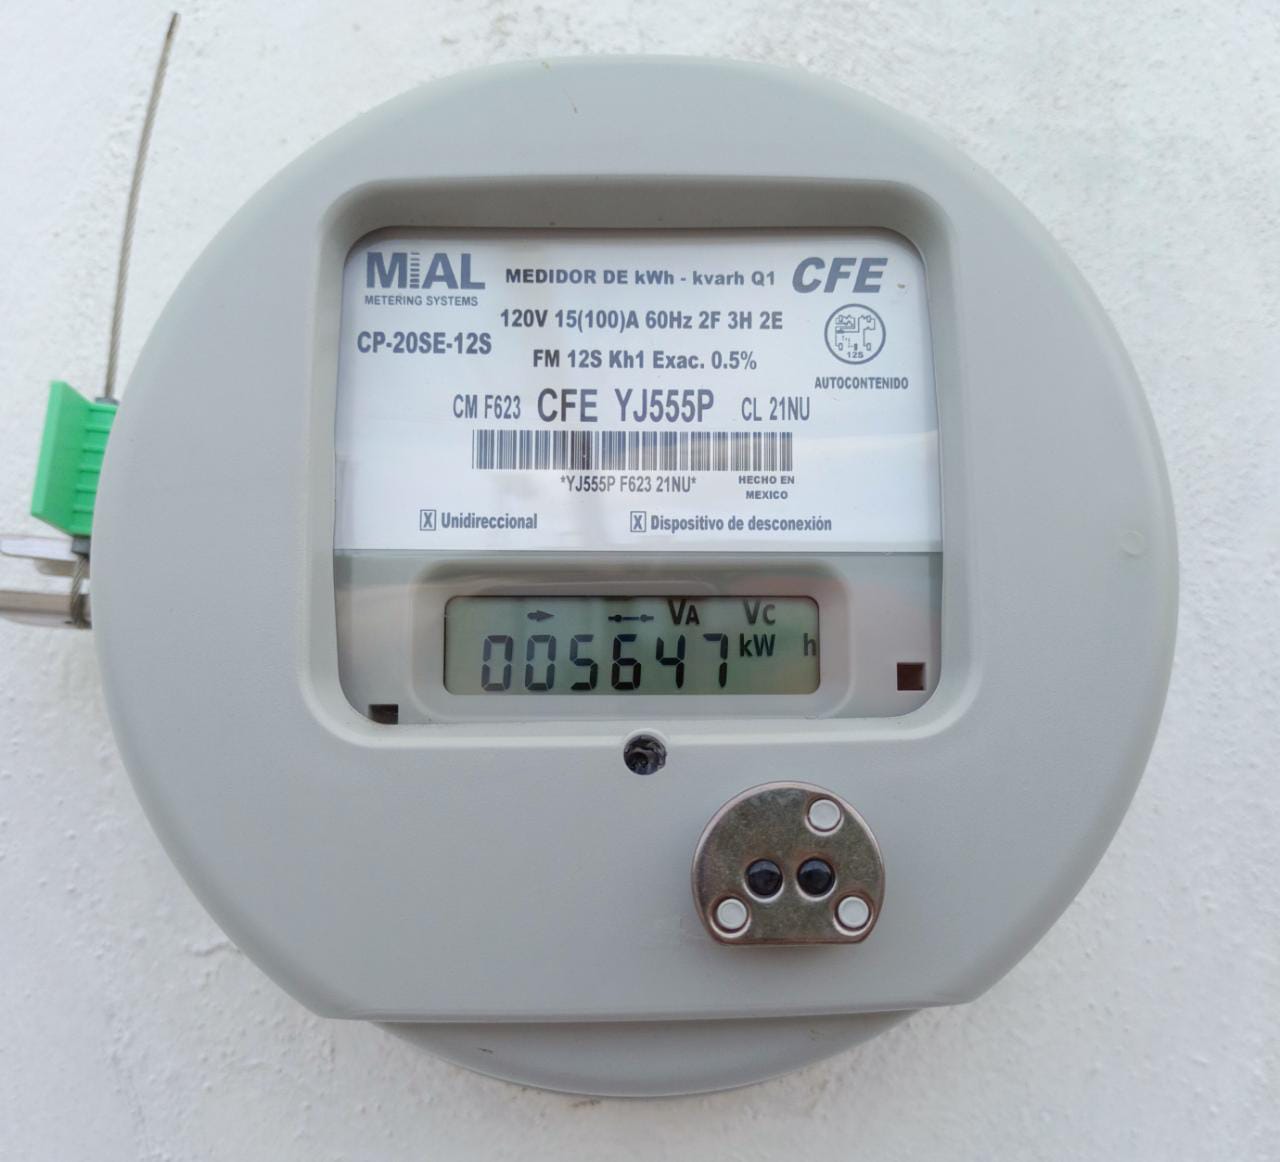 MIAL
METERING SYSTEMS
MEDIDOR DE kWh - kvarh Q1
CFE
120V 15(100)A 60Hz 2F 3H 2E
CP-20SE-12S
FM 12S Kh1 Exac. 0.5%
12S
AUTOCONTENIDO
CM F623 CFE YJ555P CL 21NU
*YJ555P F623 21NU*
HECHO EN
MEXICO
X Unidireccional
X Dispositivo de desconexión
VA VC
005647 kW h